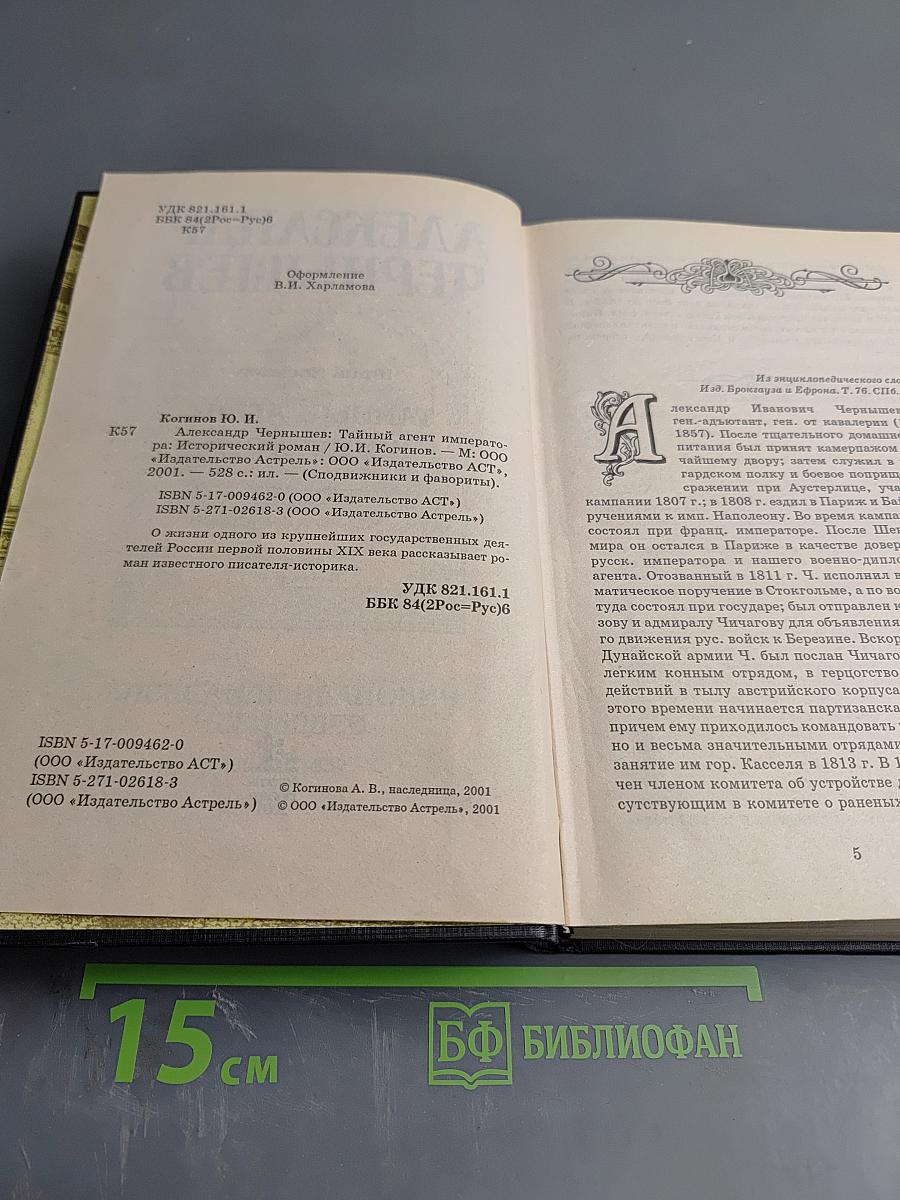 УДК 821.161.1
ББК 84(2Рос=Рус)6
К57
Оформление
В.И. Харламова
Когинов Ю. И.
К57 Александр Чернышев: Тайный агент императо-
ра: Исторический роман / Ю.И. Когинов. — М: ООО
«Издательство Астрель»: ООО «Издательство АСТ»,
2001. — 528 с.: ил. — (Сподвижники и фавориты).
ISBN 5-17-009462-0 (ООО «Издательство АСТ»)
ISBN 5-271-02618-3 (ООО «Издательство Астрель»)
О жизни одного из крупнейших государственных дея-
телей России первой половины XIX века рассказывает ро-
ман известного писателя-историка.
УДК 821.161.1
ББК 84(2Рос=Рус)6
ISBN 5-17-009462-0
(ООО «Издательство АСТ»)
ISBN 5-271-02618-3
(ООО «Издательство Астрель»)
© Когинова А. В., наследница, 2001
© ООО «Издательство Астрель», 2001
Из энциклопедического сло
Изд. Брокгауза и Ефрона. Т. 76. СПб.
Александр Иванович Чернышев
ген.-адъютант, ген. от кавалерии (
1857). После тщательного домашне
питания был принят камерпажом
чайшему двору; затем служил в
гардском полку и боевое поприщ
сражении при Аустерлице, уча
кампании 1807 г.; в 1808 г. ездил в Париж и Бай
ручениями к имп. Наполеону. Во время кампа
состоял при франц. императоре. После Шен
мира он остался в Париже в качестве довер
русск. императора и нашего военно-дипло
агента. Отозванный в 1811 г. Ч. исполнил в
матическое поручение в Стокгольме, а по во
туда состоял при государе; был отправлен к
зову и адмиралу Чичагову для объявления
го движения рус. войск к Березине. Вскор
Дунайской армии Ч. был послан Чичаго
легким конным отрядом, в герцогство
действий в тылу австрийского корпуса
этого времени начинается партизанска
причем ему приходилось командовать
но и весьма значительными отрядами
занятие им гор. Касселя в 1813 г. В 1
чен членом комитета об устройстве
сутствующим в комитете о раненых
5
15 см
БФ БИБЛИОФАН